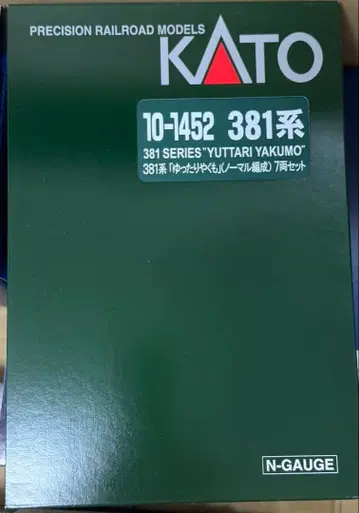 PRECISION RAILROAD MODELS
KATO
10-1452 381系
381 SERIES "YUTTARI YAKUMO"
381系「ゆったりやくも」(ノーマル編成) 7両セット
N-GAUGE